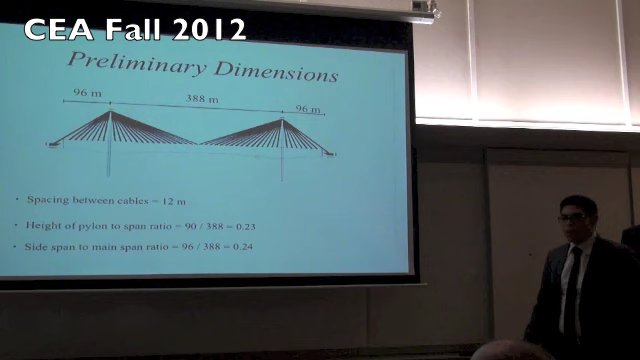 CEA Fall 2012
Preliminary Dimensions
96 m
388 m
96 m
• Spacing between cables = 12 m
• Height of pylon to span ratio = 90 / 388 = 0.23
• Side span to main span ratio = 96 / 388 = 0.24